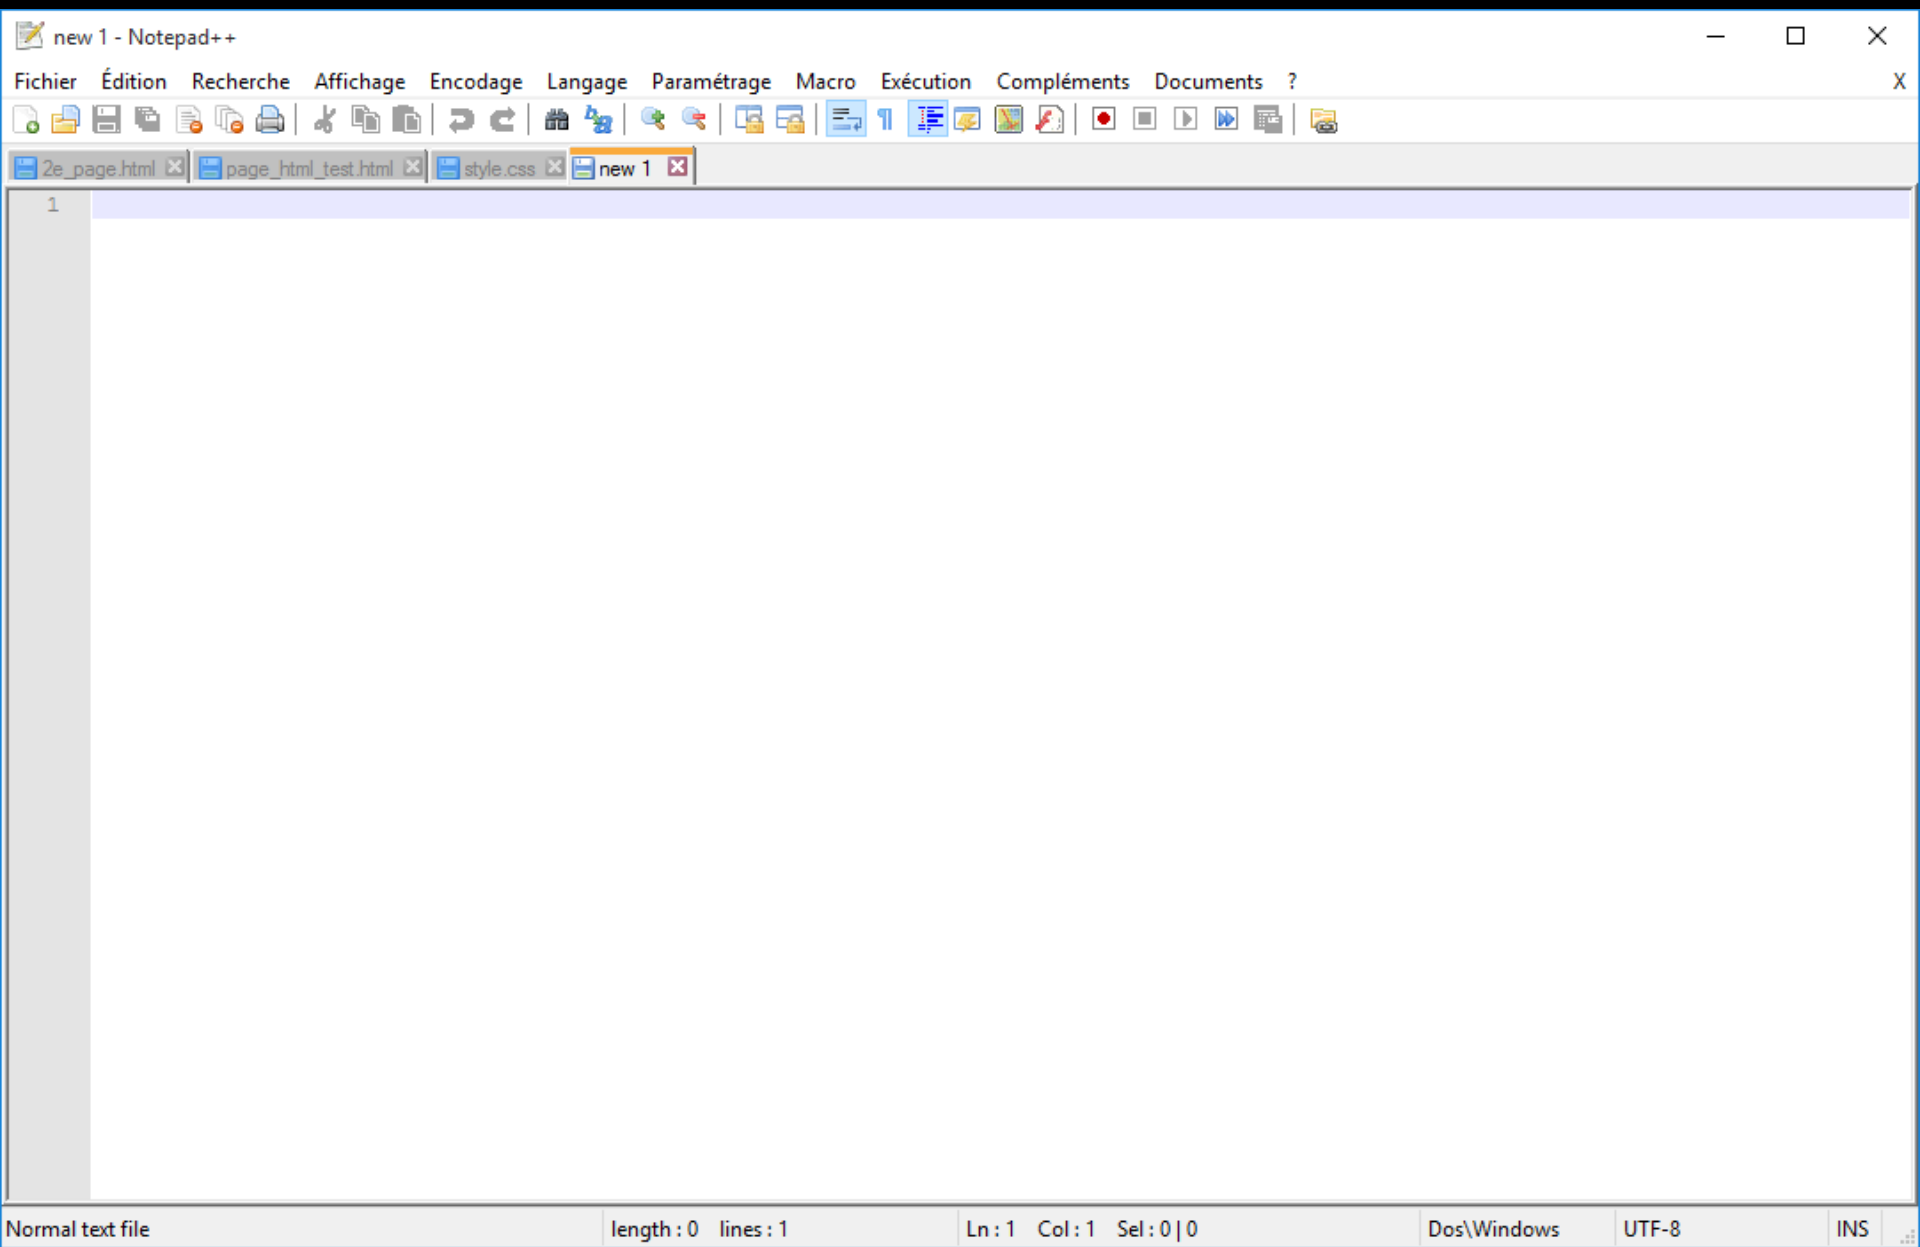 new 1 - Notepad++
Fichier Édition Recherche Affichage Encodage Langage Paramétrage Macro Exécution Compléments Documents ? X
2e_page.html page_html_test.html style.css new 1
1
Normal text file length : 0 lines : 1 Ln : 1 Col : 1 Sel : 0 | 0 Dos\Windows UTF-8 INS